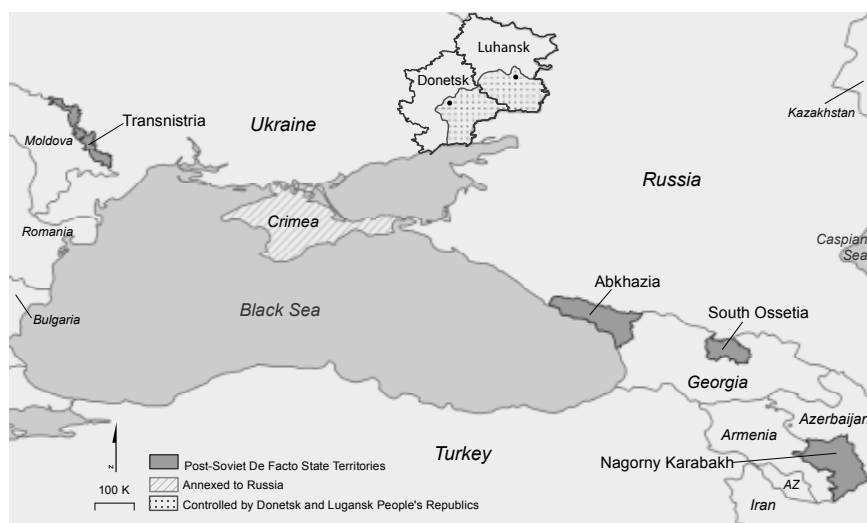 Luhansk
Donetsk
Transnistria
Ukraine
Moldova
Kazakhstan
Russia
Crimea
Romania
Caspian
Sea
Abkhazia
Black Sea
South Ossetia
Bulgaria
Georgia
Azerbaijan
Armenia
Turkey
Nagorny Karabakh
AZ
Iran
N
100 K
Post-Soviet De Facto State Territories
Annexed to Russia
Controlled by Donetsk and Lugansk People's Republics